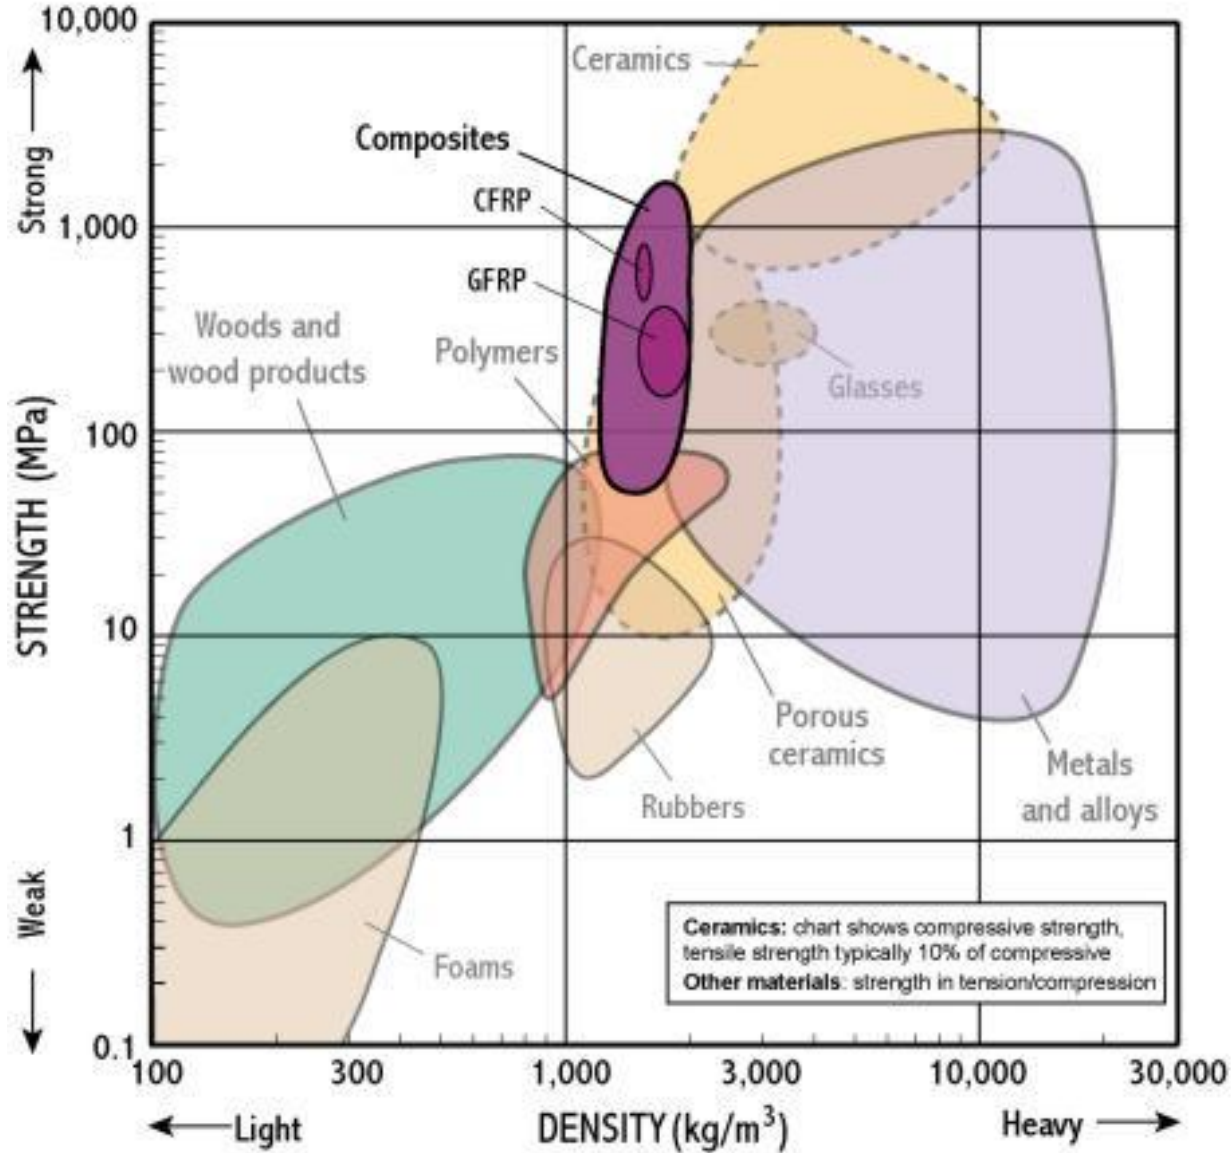 10,000
Strong
Ceramics
Composites
CFRP
1,000
GFRP
Woods and
wood products
Polymers
Glasses
STRENGTH (MPa)
100
10
Porous
ceramics
Metals
and alloys
Rubbers
1
Weak
Foams
Ceramics: chart shows compressive strength,
tensile strength typically 10% of compressive
Other materials: strength in tension/compression
0.1
100 300 1,000 3,000 10,000 30,000
Light DENSITY (kg/m³) Heavy